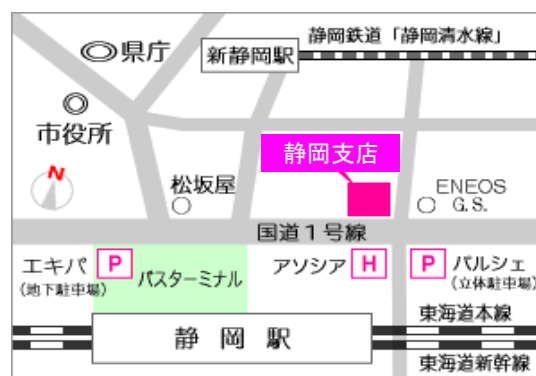 静岡鉄道「静岡清水線」
◎県庁
新静岡駅
市役所
静岡支店
N
松坂屋
ENEOS
G.S.
国道1号線
エキパ P
(地下駐車場)
バスターミナル
アソシア H
P パルシェ
(立体駐車場)
東海道本線
静岡駅
東海道新幹線